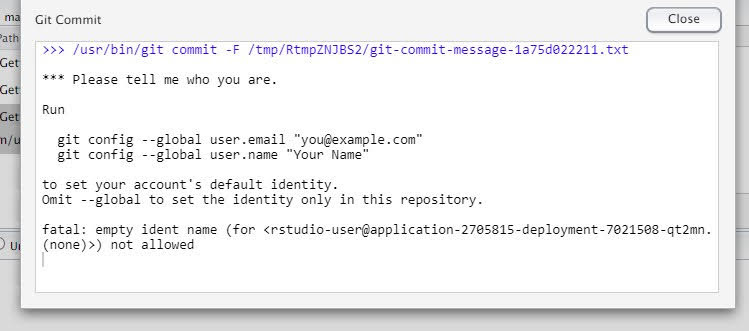 ma
Git Commit
Close
Path
>>> /usr/bin/git commit -F /tmp/RtmpZNJBS2/git-commit-message-1a75d022211.txt
Get
*** Please tell me who you are.
Get
Run
Get
git config --global user.email "you@example.com"
n/u
git config --global user.name "Your Name"
to set your account's default identity.
Omit --global to set the identity only in this repository.
fatal: empty ident name (for <rstudio-user@application-2705815-deployment-7021508-qt2mn.
(none)>) not allowed